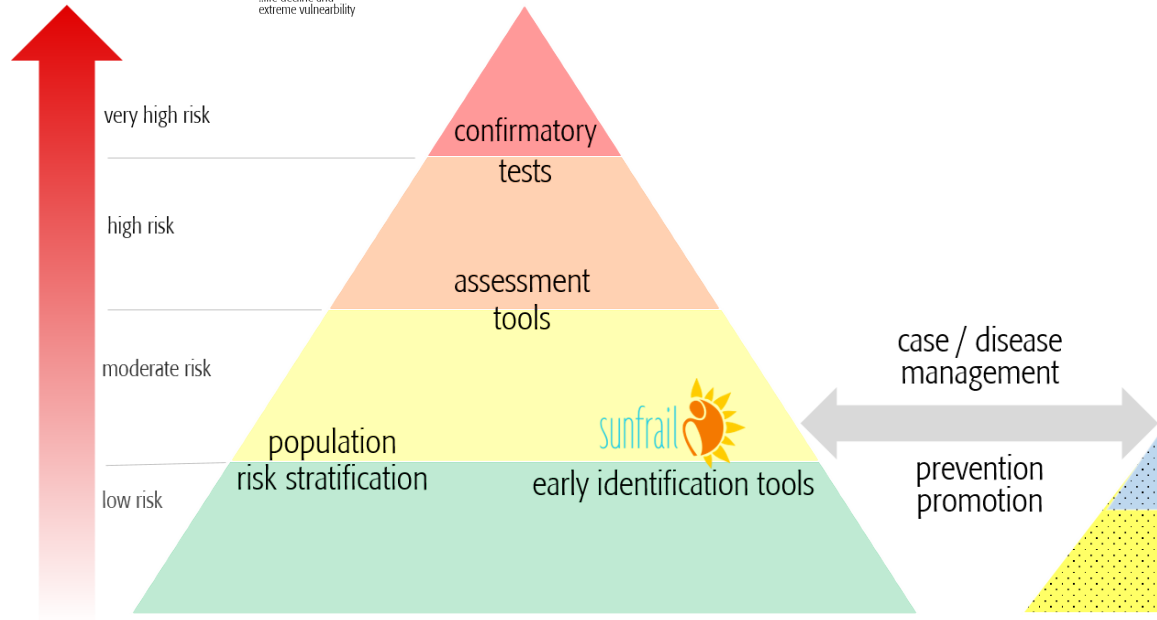 extreme vulnearbility
very high risk
confirmatory
tests
high risk
assessment
tools
case / disease
management
moderate risk
sunfrail
population
risk stratification
early identification tools
prevention
promotion
low risk